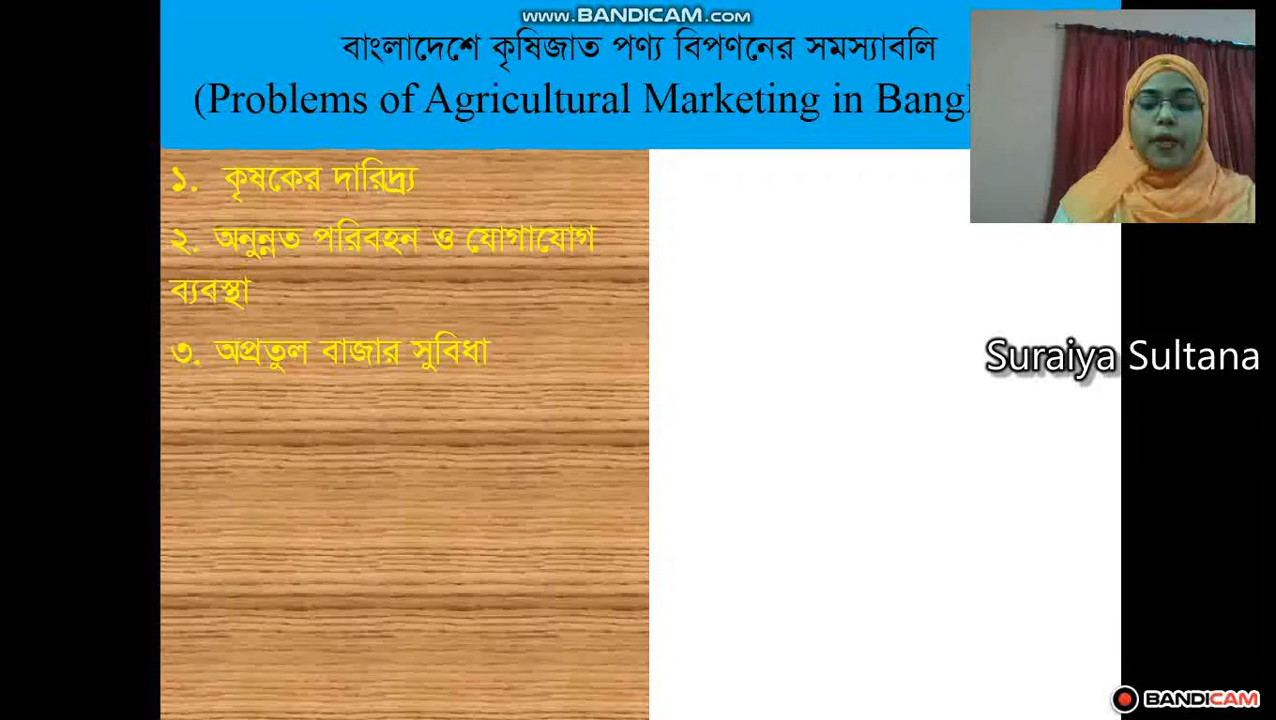 www.BANDICAM.com
বাংলাদেশে কৃষিজাত পণ্য বিপণনের সমস্যাবলি
(Problems of Agricultural Marketing in
১. কৃষকের দারিদ্র্য
২. অনুন্নত পরিবহন ও যোগাযোগ
ব্যবস্থা
৩. অপ্রতুল বাজার সুবিধা
Suraiya Sultana
BANDICAM